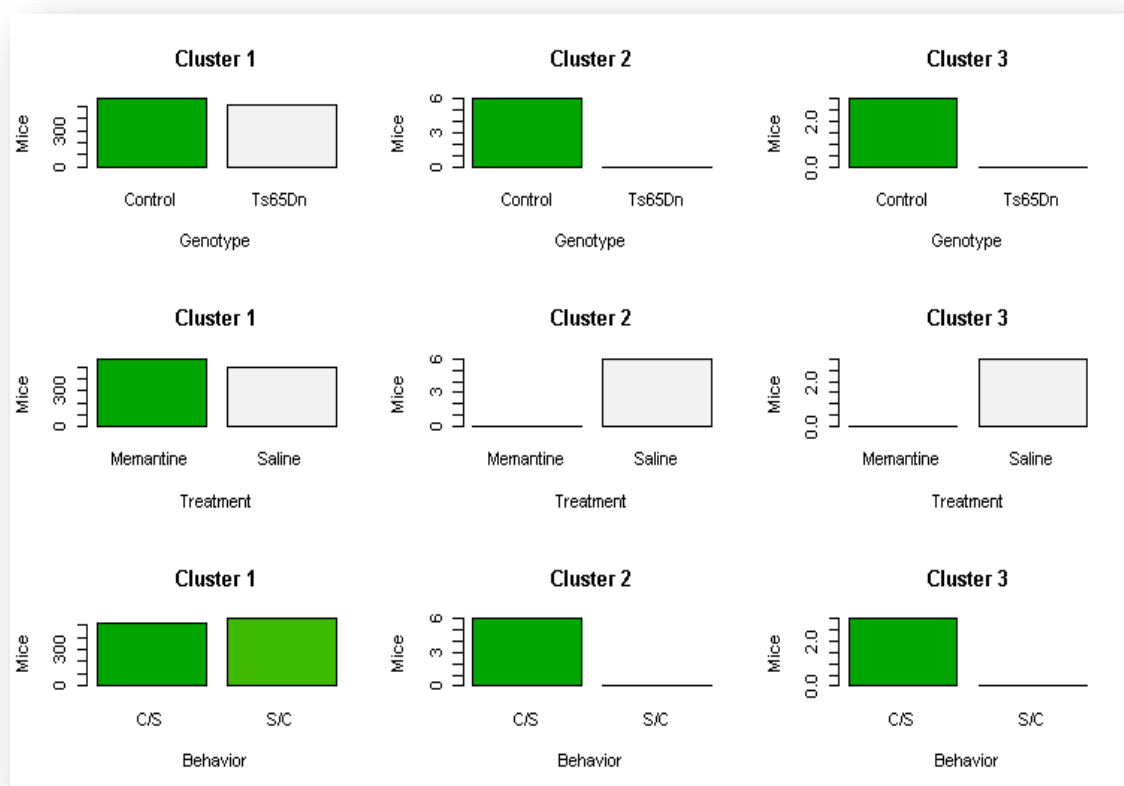 Cluster 1
Cluster 2
Cluster 3
Mice
300
0
Mice
6
3
0
Mice
2.0
0.0
Control Ts65Dn
Control Ts65Dn
Control Ts65Dn
Genotype
Genotype
Genotype
Cluster 1
Cluster 2
Cluster 3
Mice
300
0
Mice
6
3
0
Mice
2.0
0.0
Memantine Saline
Memantine Saline
Memantine Saline
Treatment
Treatment
Treatment
Cluster 1
Cluster 2
Cluster 3
Mice
300
0
Mice
6
3
0
Mice
2.0
0.0
C/S S/C
C/S S/C
C/S S/C
Behavior
Behavior
Behavior